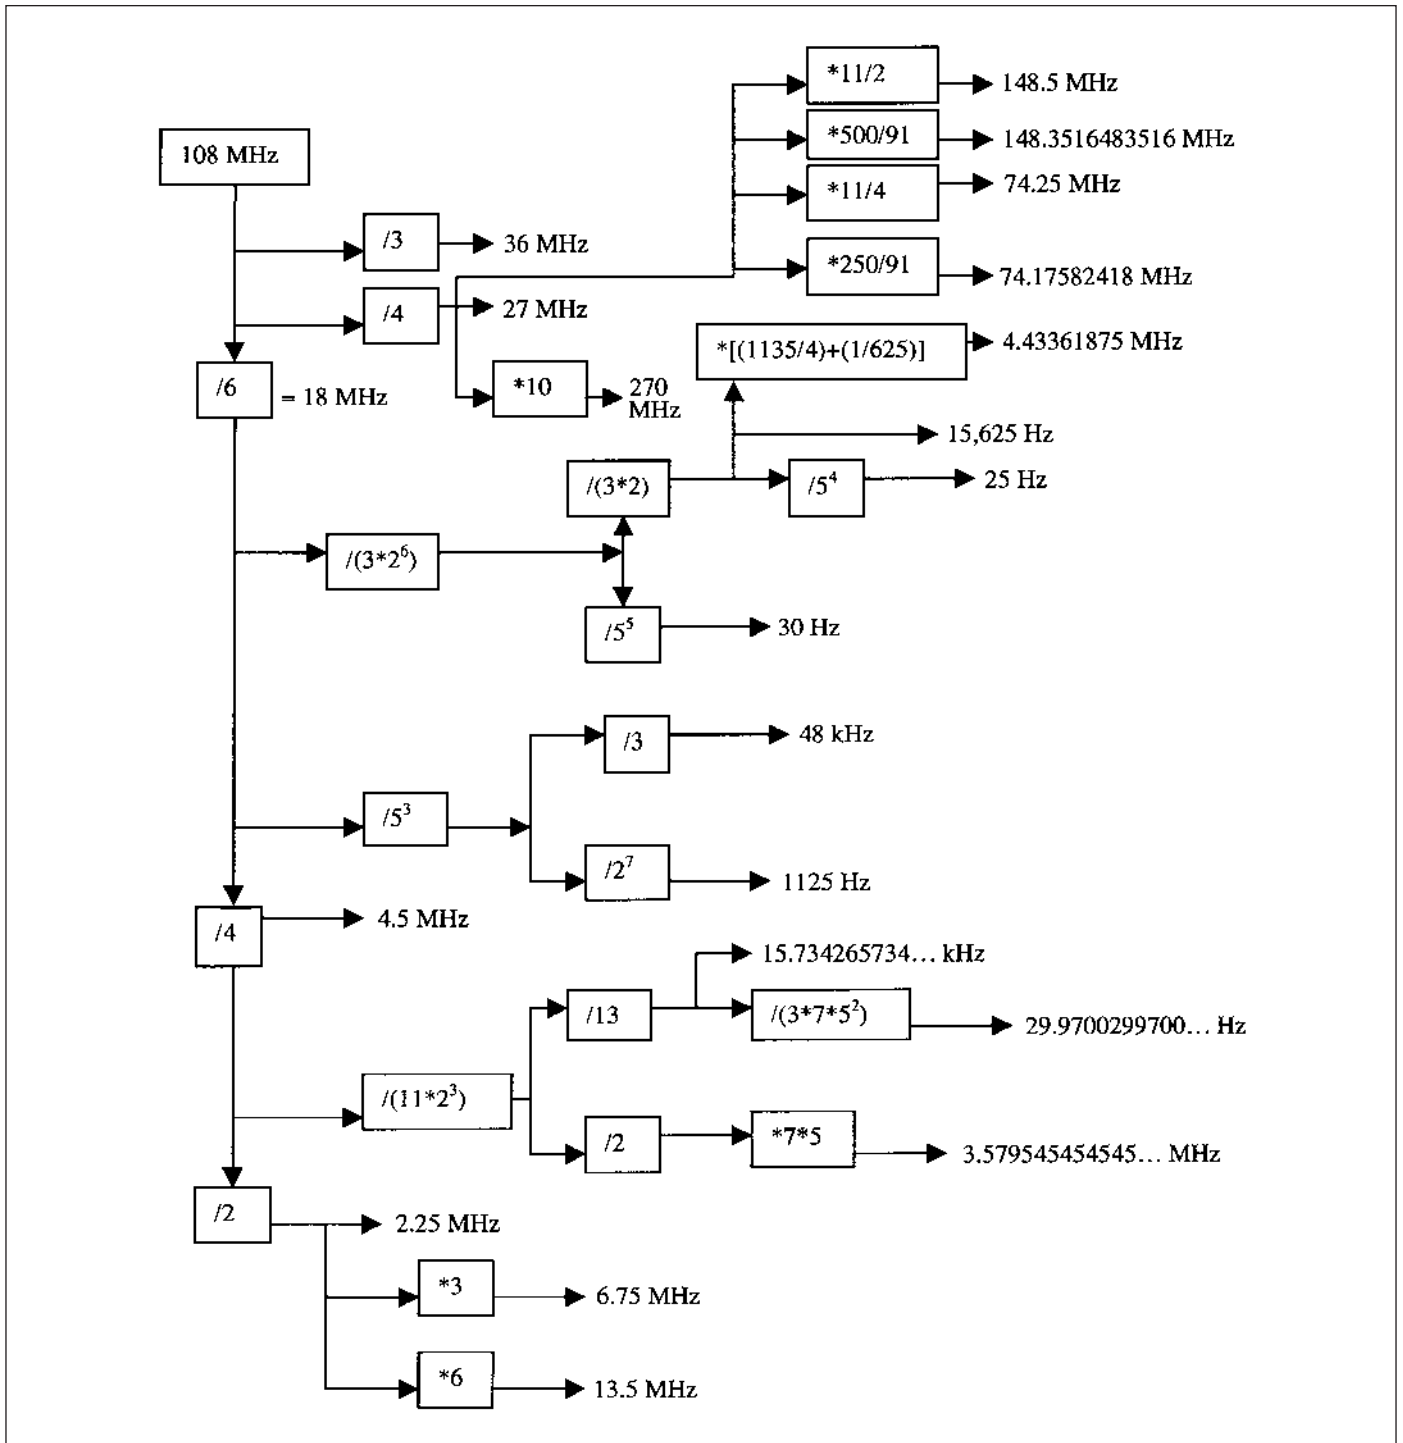 *11/2
148.5 MHz
108 MHz
*500/91
148.3516483516 MHz
*11/4
74.25 MHz
/3
36 MHz
*250/91
74.17582418 MHz
/4
27 MHz
*[(1135/4)+(1/625)]
4.43361875 MHz
/6
= 18 MHz
*10
270
MHz
15,625 Hz
/(3*2)
/5⁴
25 Hz
/(3*2⁶)
/5⁵
30 Hz
/3
48 kHz
/5³
/2⁷
1125 Hz
/4
4.5 MHz
15.734265734... kHz
/13
/(3*7*5²)
29.9700299700... Hz
/(11*2³)
/2
*7*5
3.579545454545... MHz
/2
2.25 MHz
*3
6.75 MHz
*6
13.5 MHz